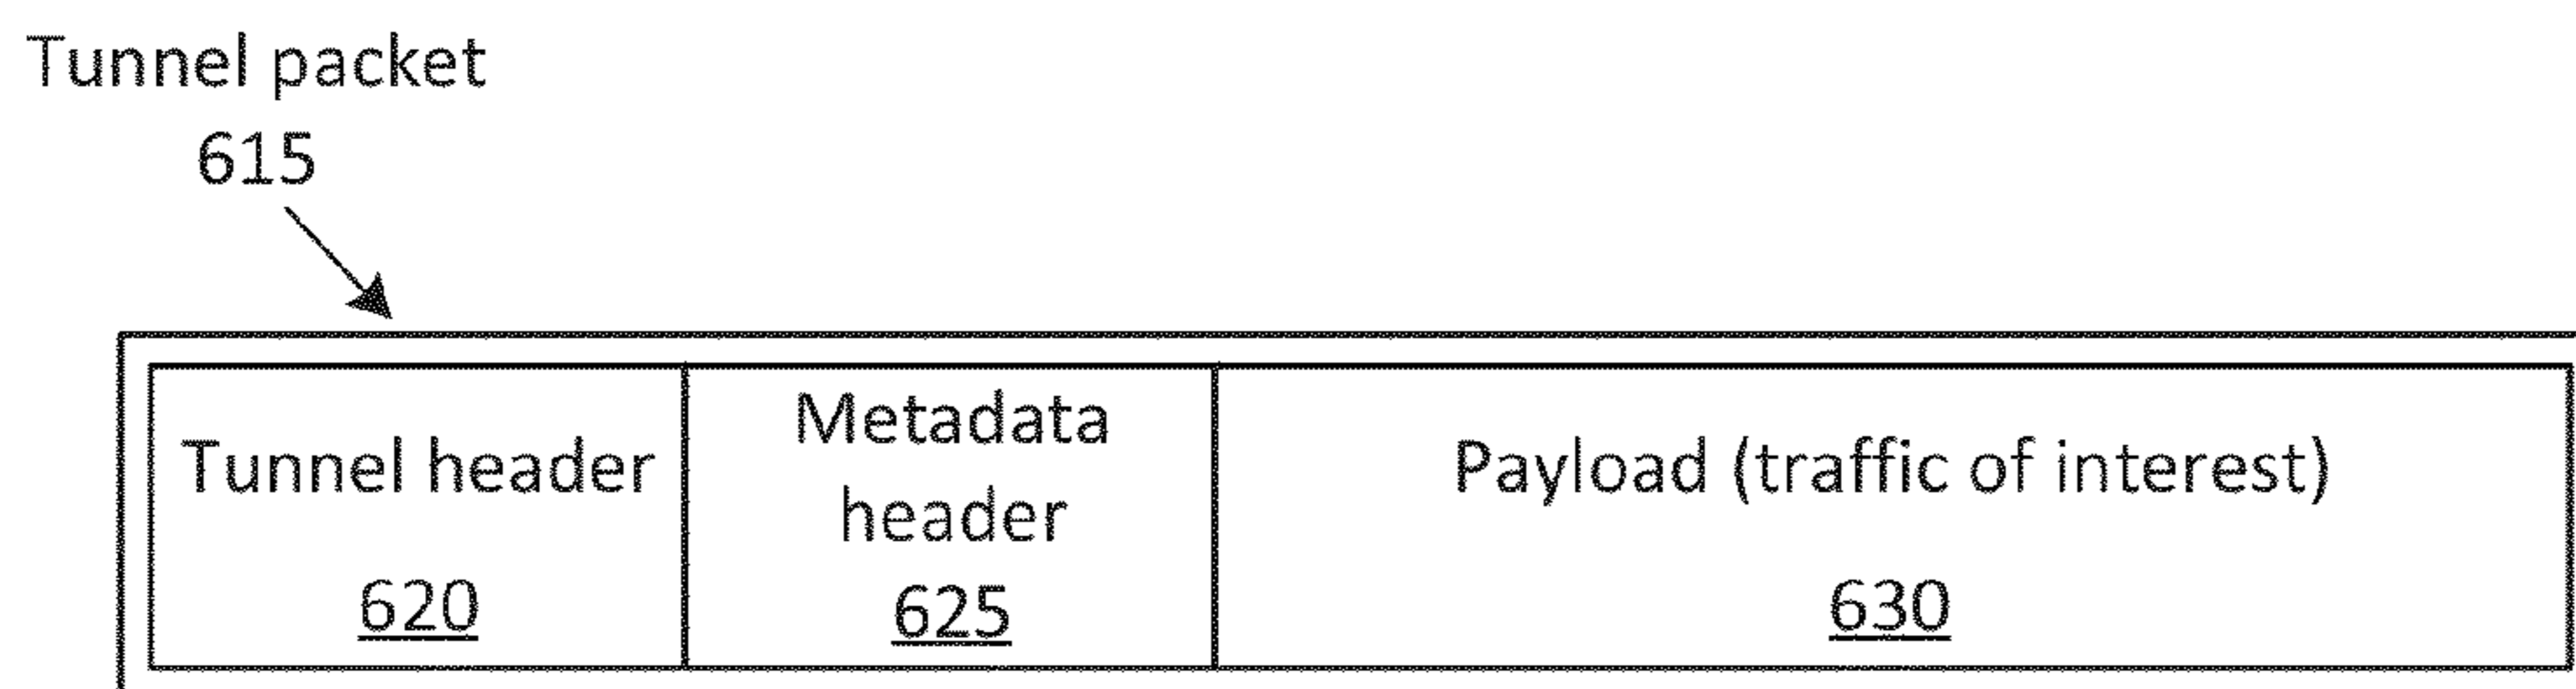 Tunnel packet
615
Tunnel header
620
Metadata
header
625
Payload (traffic of interest)
630